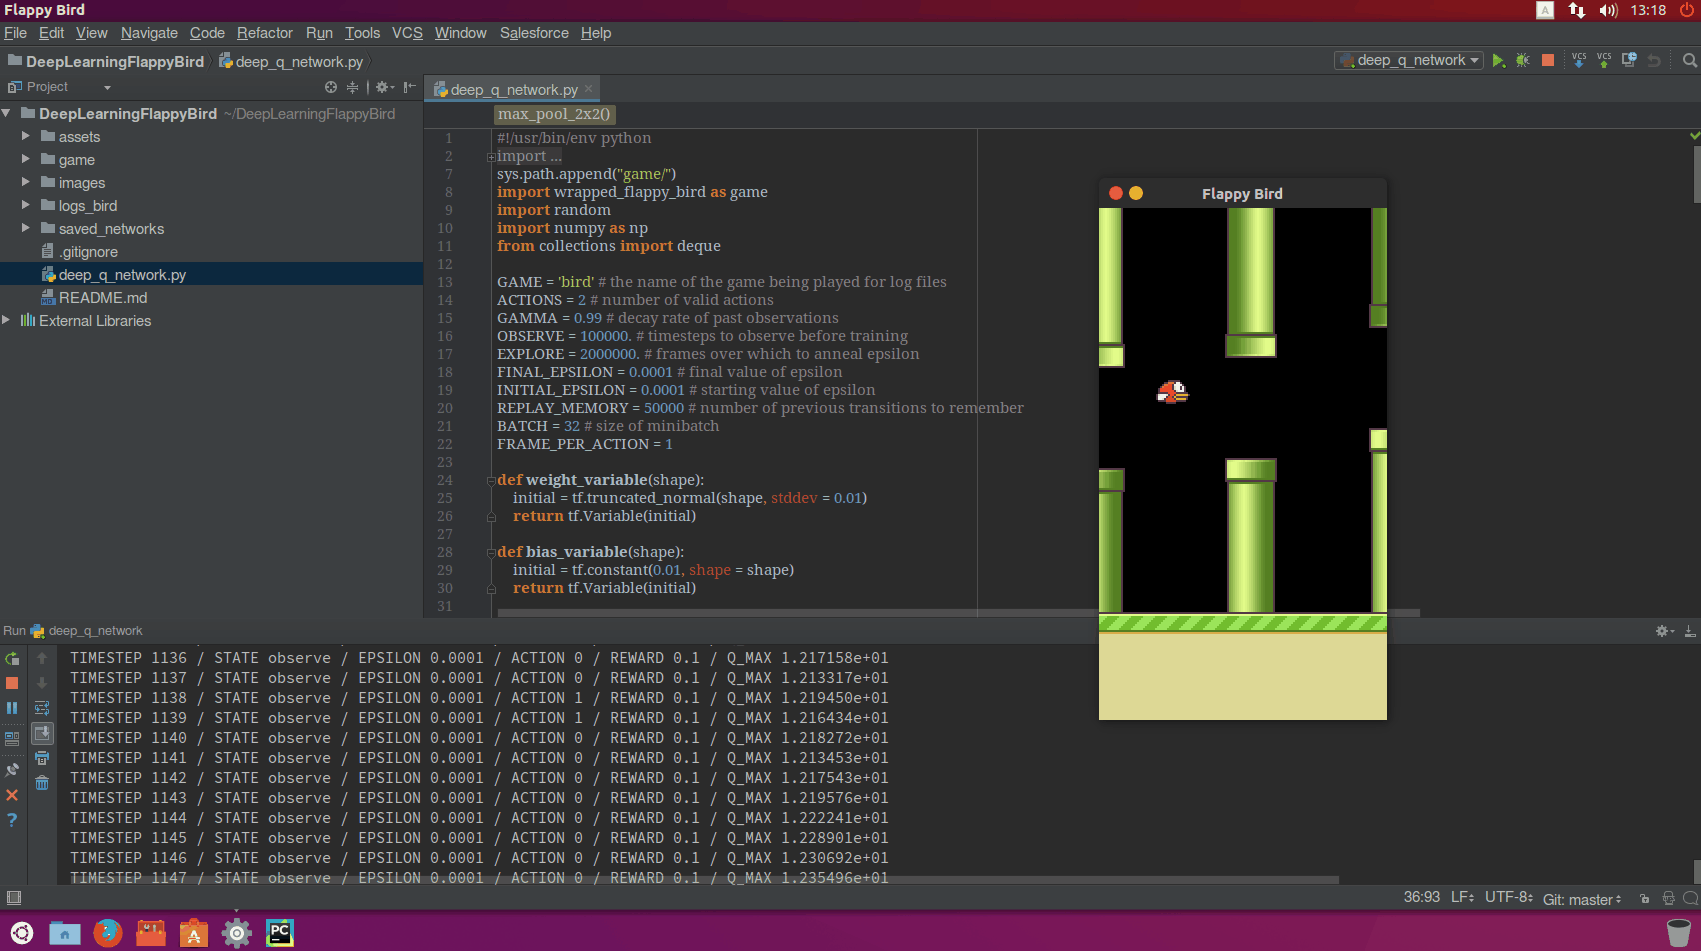 Flappy Bird
A
13:18
File Edit View Navigate Code Refactor Run Tools VCS Window Salesforce Help
DeepLearningFlappyBird deep_q_network.py
deep_q_network
VCS VCS
Project
deep_q_network.py
DeepLearningFlappyBird ~/DeepLearningFlappyBird
assets
game
images
logs_bird
saved_networks
.gitignore
deep_q_network.py
README.md
External Libraries
max_pool_2x2()
1 #!/usr/bin/env python
2 import ...
7 sys.path.append("game/")
8 import wrapped_flappy_bird as game
9 import random
10 import numpy as np
11 from collections import deque
12
13 GAME = 'bird' # the name of the game being played for log files
14 ACTIONS = 2 # number of valid actions
15 GAMMA = 0.99 # decay rate of past observations
16 OBSERVE = 100000. # timesteps to observe before training
17 EXPLORE = 2000000. # frames over which to anneal epsilon
18 FINAL_EPSILON = 0.0001 # final value of epsilon
19 INITIAL_EPSILON = 0.0001 # starting value of epsilon
20 REPLAY_MEMORY = 50000 # number of previous transitions to remember
21 BATCH = 32 # size of minibatch
22 FRAME_PER_ACTION = 1
23
24 def weight_variable(shape):
25 initial = tf.truncated_normal(shape, stddev = 0.01)
26 return tf.Variable(initial)
27
28 def bias_variable(shape):
29 initial = tf.constant(0.01, shape = shape)
30 return tf.Variable(initial)
31
Flappy Bird
Run deep_q_network
TIMESTEP 1136 / STATE observe / EPSILON 0.0001 / ACTION 0 / REWARD 0.1 / Q_MAX 1.217158e+01
TIMESTEP 1137 / STATE observe / EPSILON 0.0001 / ACTION 0 / REWARD 0.1 / Q_MAX 1.213317e+01
TIMESTEP 1138 / STATE observe / EPSILON 0.0001 / ACTION 1 / REWARD 0.1 / Q_MAX 1.219450e+01
TIMESTEP 1139 / STATE observe / EPSILON 0.0001 / ACTION 1 / REWARD 0.1 / Q_MAX 1.216434e+01
TIMESTEP 1140 / STATE observe / EPSILON 0.0001 / ACTION 0 / REWARD 0.1 / Q_MAX 1.218272e+01
TIMESTEP 1141 / STATE observe / EPSILON 0.0001 / ACTION 0 / REWARD 0.1 / Q_MAX 1.213453e+01
TIMESTEP 1142 / STATE observe / EPSILON 0.0001 / ACTION 0 / REWARD 0.1 / Q_MAX 1.217543e+01
TIMESTEP 1143 / STATE observe / EPSILON 0.0001 / ACTION 0 / REWARD 0.1 / Q_MAX 1.219576e+01
TIMESTEP 1144 / STATE observe / EPSILON 0.0001 / ACTION 0 / REWARD 0.1 / Q_MAX 1.222241e+01
TIMESTEP 1145 / STATE observe / EPSILON 0.0001 / ACTION 0 / REWARD 0.1 / Q_MAX 1.228901e+01
TIMESTEP 1146 / STATE observe / EPSILON 0.0001 / ACTION 0 / REWARD 0.1 / Q_MAX 1.230692e+01
TIMESTEP 1147 / STATE observe / EPSILON 0.0001 / ACTION 0 / REWARD 0.1 / Q_MAX 1.235496e+01
36:93 LF UTF-8 Git: master
PC